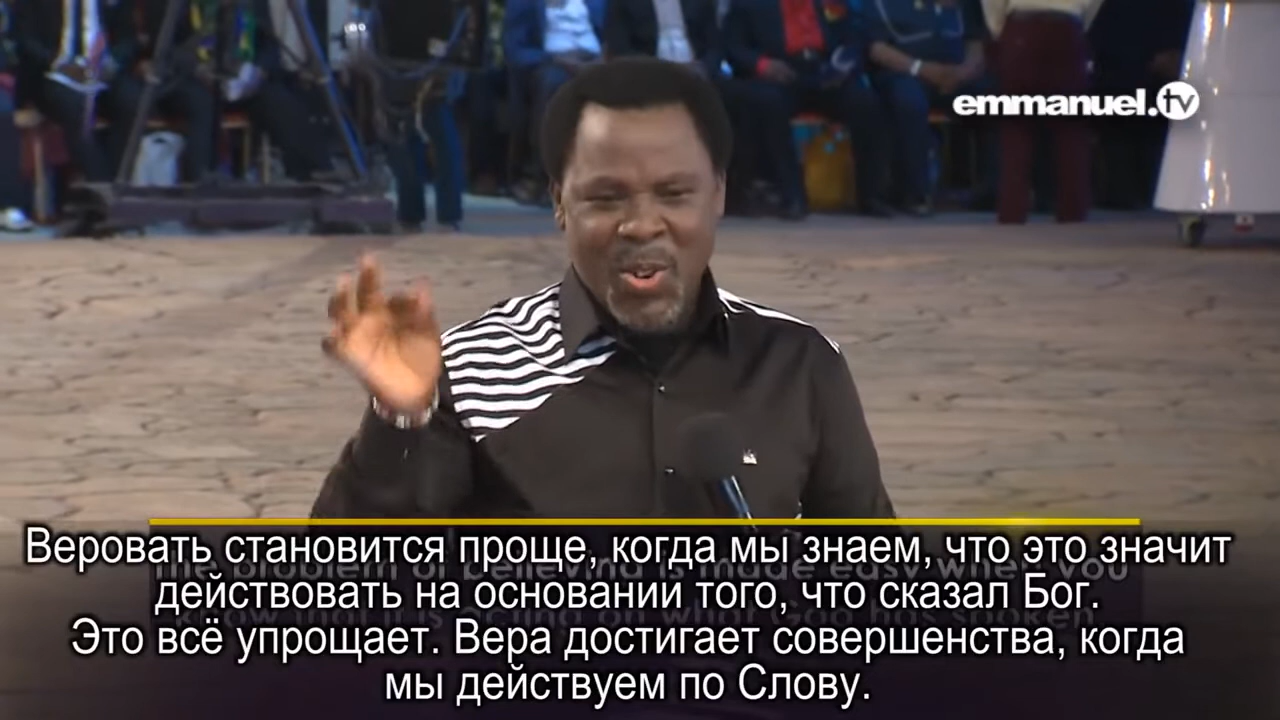 emmanuel.tv
Веровать становится проще, когда мы знаем, что это значит
действовать на основании того, что сказал Бог.
Это всё упрощает. Вера достигает совершенства, когда
мы действуем по Слову.